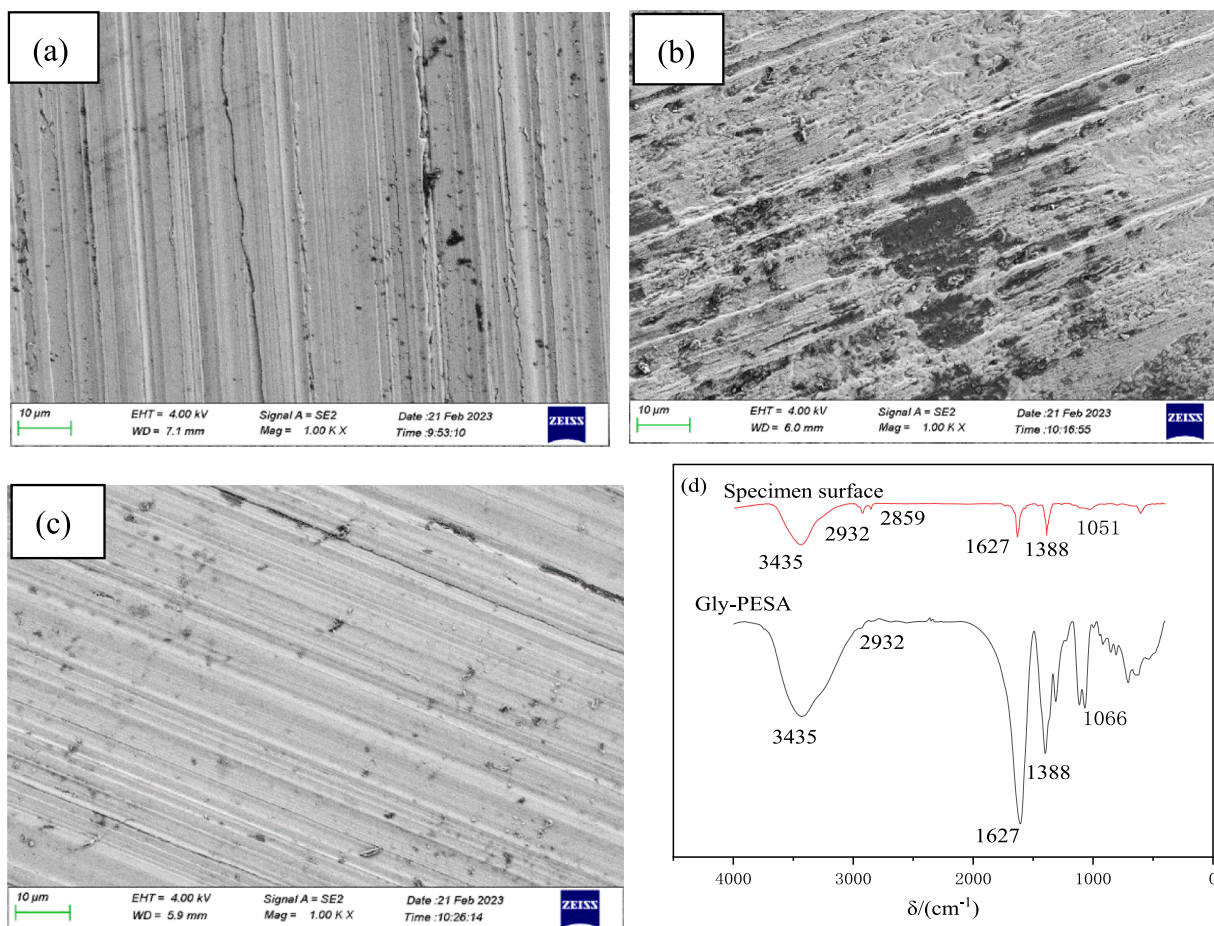 (a)
10 μm
EHT = 4.00 kV
Signal A = SE2
Date :21 Feb 2023
WD = 7.1 mm
Mag = 1.00 K X
Time :9:53:10
ZEISS
(b)
10 μm
EHT = 4.00 kV
Signal A = SE2
Date :21 Feb 2023
WD = 6.0 mm
Mag = 1.00 K X
Time :10:16:55
ZEISS
(c)
10 μm
EHT = 4.00 kV
Signal A = SE2
Date :21 Feb 2023
WD = 5.9 mm
Mag = 1.00 K X
Time :10:26:14
ZEISS
(d)
Specimen surface
3435
2932
2859
1627
1388
1051
Gly-PESA
3435
2932
1627
1388
1066
4000
3000
2000
1000
0
δ/(cm⁻¹)